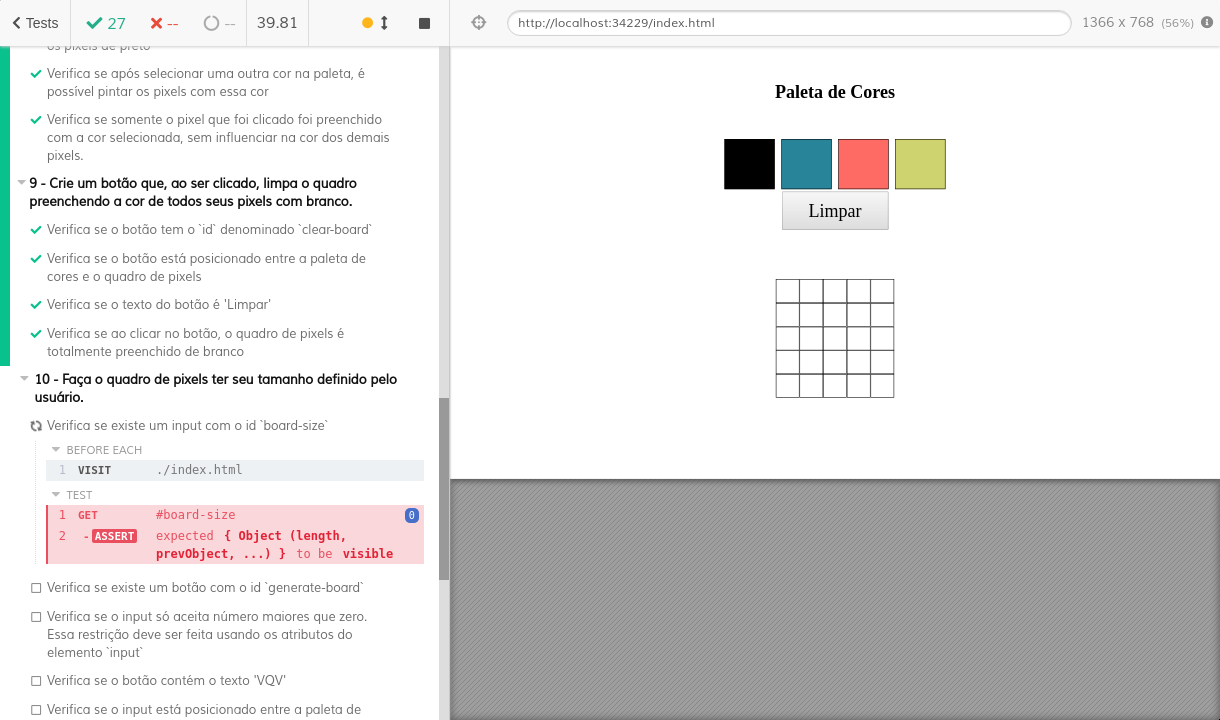 Tests
27
--
--
39.81
http://localhost:34229/index.html
1366 x 768 (56%)
os pixels de preto
Verifica se após selecionar uma outra cor na paleta, é
possível pintar os pixels com essa cor
Verifica se somente o pixel que foi clicado foi preenchido
com a cor selecionada, sem influenciar na cor dos demais
pixels.
9 - Crie um botão que, ao ser clicado, limpa o quadro
preenchendo a cor de todos seus pixels com branco.
Verifica se o botão tem o `id` denominado `clear-board`
Verifica se o botão está posicionado entre a paleta de
cores e o quadro de pixels
Verifica se o texto do botão é 'Limpar'
Verifica se ao clicar no botão, o quadro de pixels é
totalmente preenchido de branco
10 - Faça o quadro de pixels ter seu tamanho definido pelo
usuário.
Verifica se existe um input com o id `board-size`
BEFORE EACH
1 VISIT ./index.html
TEST
1 GET #board-size 0
2 -ASSERT expected { Object (length,
prevObject, ...) } to be visible
Verifica se existe um botão com o id `generate-board`
Verifica se o input só aceita número maiores que zero.
Essa restrição deve ser feita usando os atributos do
elemento `input`
Verifica se o botão contém o texto 'VQV'
Verifica se o input está posicionado entre a paleta de
Paleta de Cores
Limpar